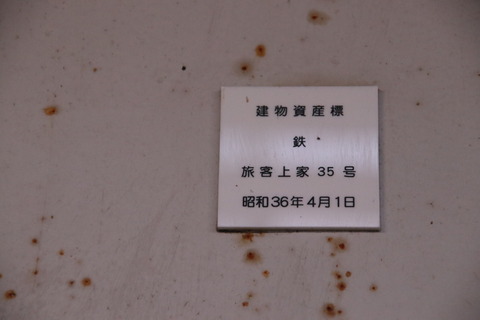 建物資産標
鉄
旅客上家 35 号
昭和36年4月1日